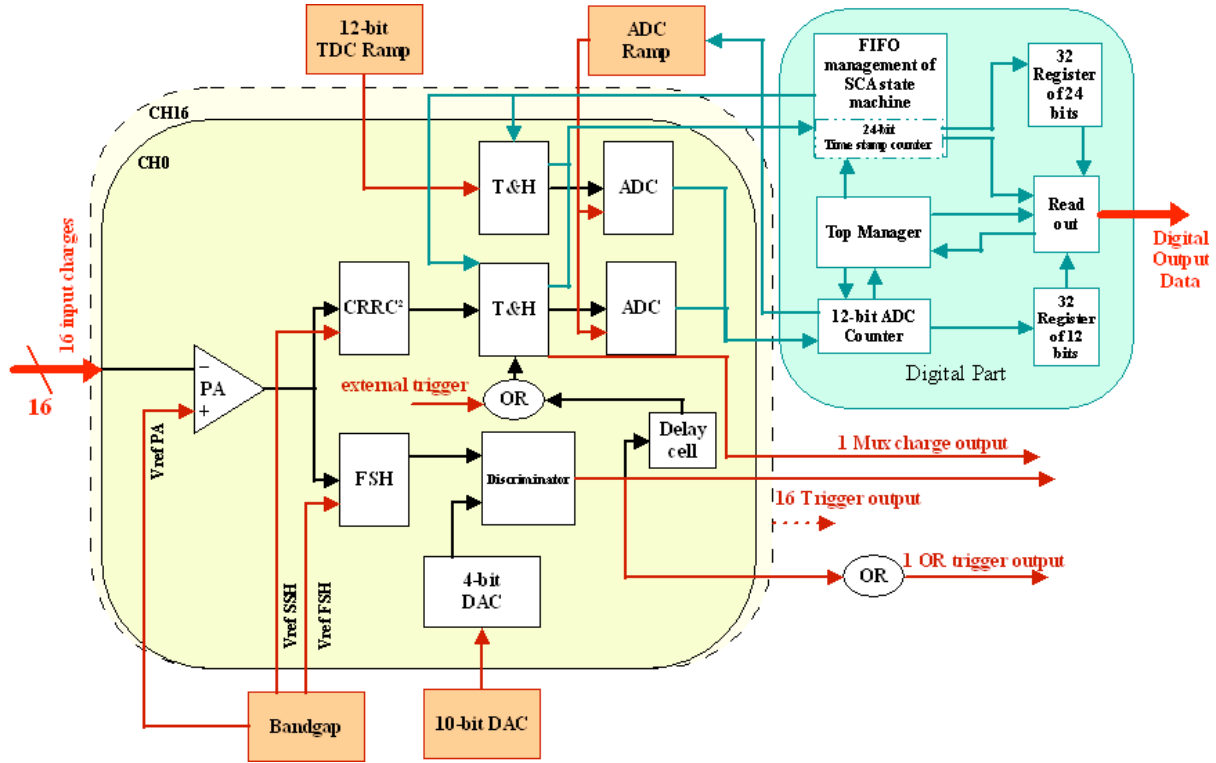 12-bit
TDC Ramp
ADC
Ramp
FIFO
management of
SCA state
machine
24-bit
Time stamp counter
32
Register
of 24
bits
CH16
CH0
T&H
ADC
Top Manager
Read
out
Digital
Output
Data
16 input charges
16
CRRC²
T&H
ADC
12-bit ADC
Counter
32
Register
of 12
bits
Digital Part
PA
−
+
external trigger
OR
Delay
cell
Vref PA
FSH
Discriminator
1 Mux charge output
16 Trigger output
1 OR trigger output
OR
4-bit
DAC
Vref SSH
Vref FSH
Bandgap
10-bit DAC